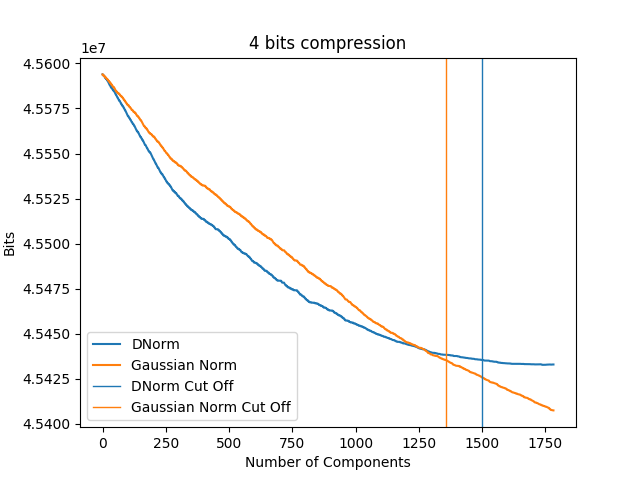 4 bits compression
1e7
4.5600
4.5575
4.5550
4.5525
4.5500
4.5475
4.5450
4.5425
4.5400
Bits
DNorm
Gaussian Norm
DNorm Cut Off
Gaussian Norm Cut Off
0 250 500 750 1000 1250 1500 1750
Number of Components